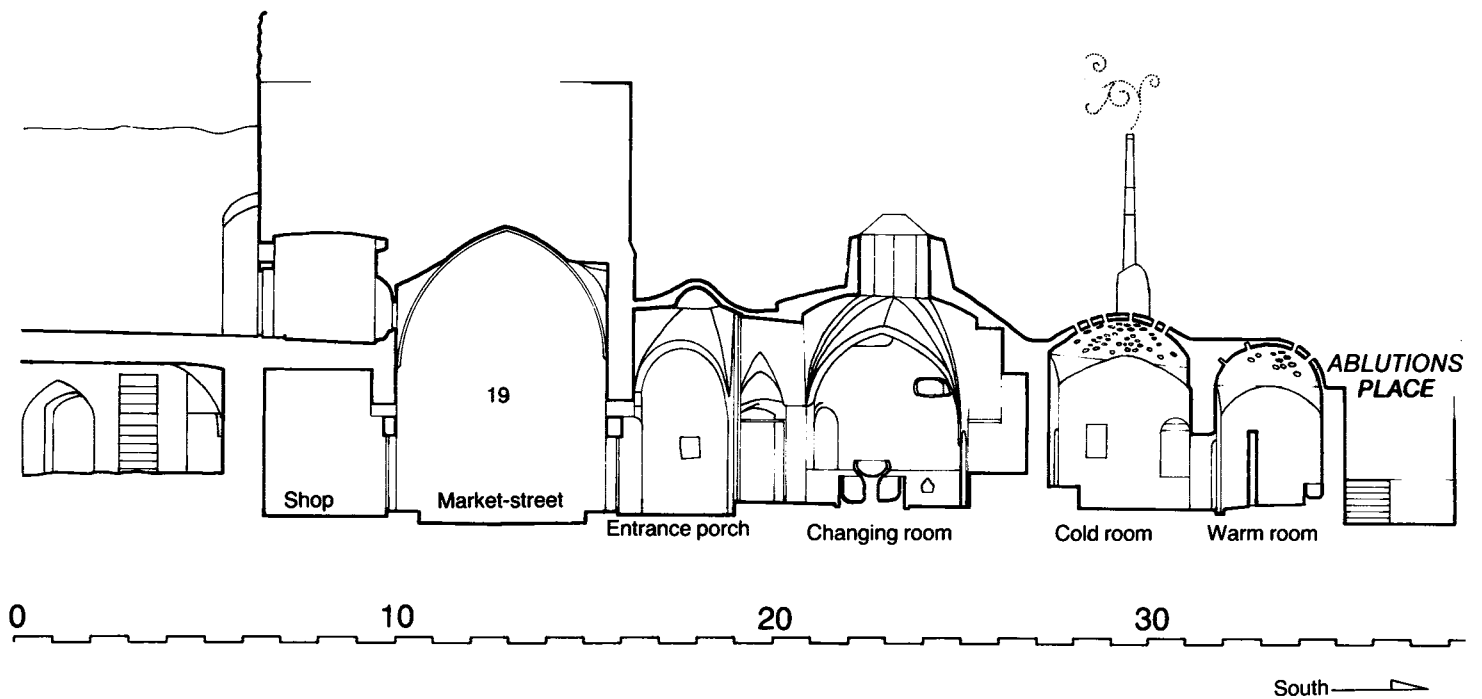 ABLUTIONS
PLACE
19
Shop
Market-street
Entrance porch
Changing room
Cold room
Warm room
0
10
20
30
South